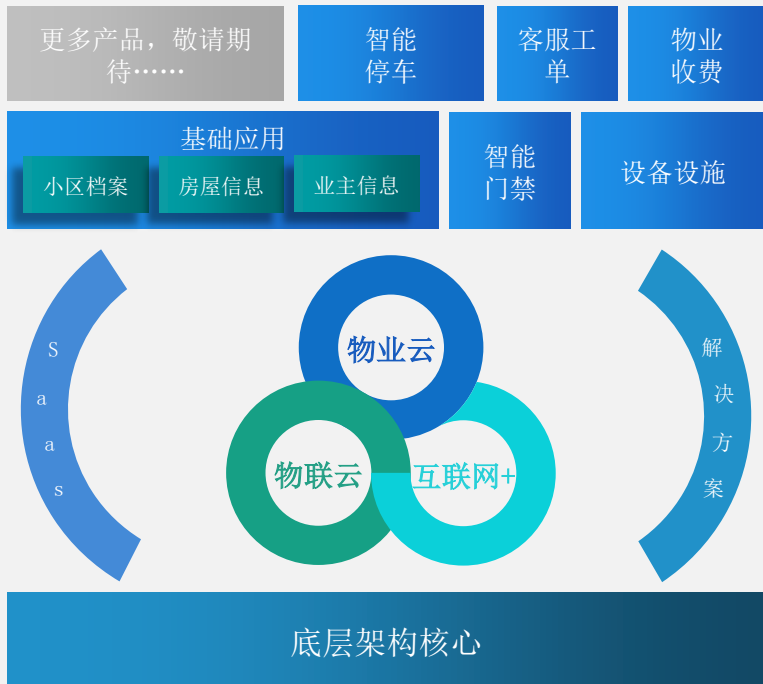 更多产品，敬请期
待……
智能
停车
客服工
单
物业
收费
基础应用
小区档案
房屋信息
业主信息
智能
门禁
设备设施
Saas
物业云
物联云
互联网+
解决方案
底层架构核心